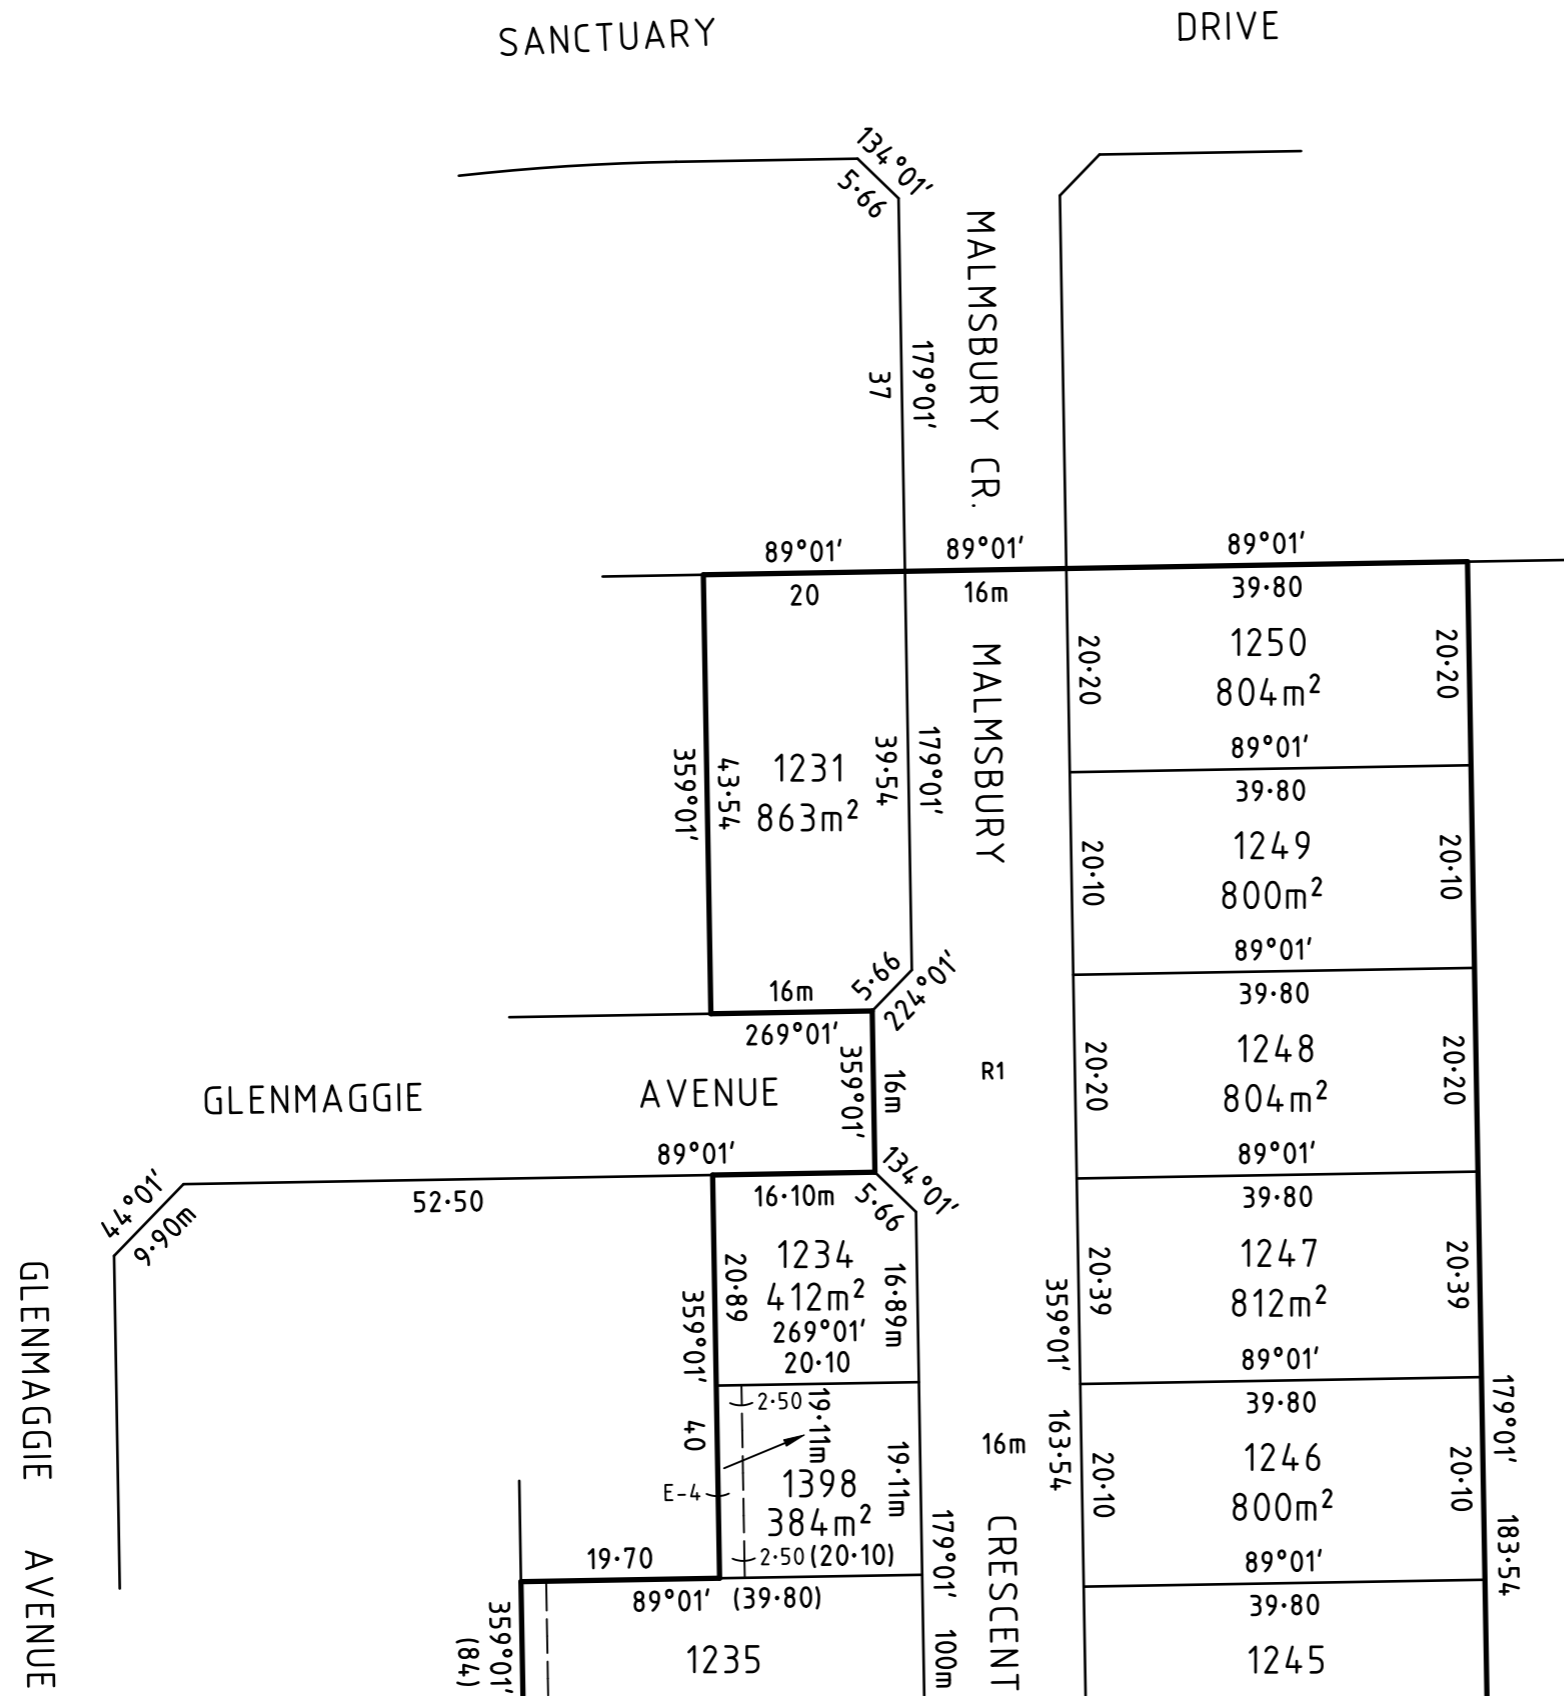 SANCTUARY DRIVE
134°01′
5·66
MALMSBURY CR.
179°01′
37
89°01′ 89°01′ 89°01′
20 16m 39·80
1250
804m²
20·20 20·20
89°01′
MALMSBURY
359°01′
43·54
1231
863m²
39·54
179°01′
39·80
1249
800m²
20·10 20·10
89°01′
5·66
224°01′
16m
269°01′
39·80
1248
804m²
20·20 20·20
89°01′
359°01′
16m
R1
GLENMAGGIE AVENUE
89°01′
134°01′
44°01′
9·90m
52·50
16·10m
5·66
39·80
1247
812m²
20·39 20·39
89°01′
1234
412m²
269°01′
20·10
20·89
16·89m
359°01′
40
359°01′
163·54
GLENMAGGIE AVENUE
2·50
19·11m
E-4
1398
384m²
2·50 (20·10)
19·11m
16m
39·80
1246
800m²
20·10 20·10
89°01′
179°01′
183·54
19·70
89°01′ (39·80)
359°01′
(84)
1235
179°01′
100m
CRESCENT
39·80
1245